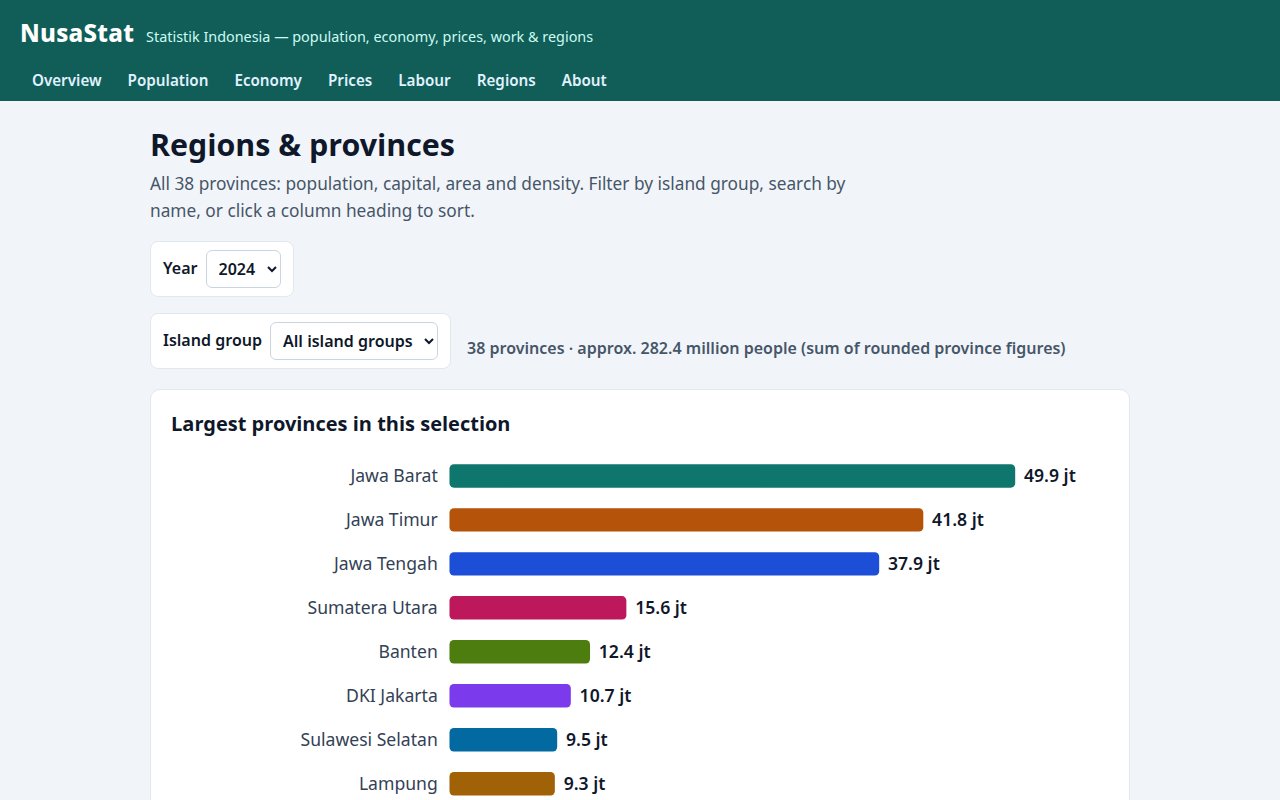 NusaStat Statistik Indonesia — population, economy, prices, work & regions
Overview Population Economy Prices Labour Regions About
Regions & provinces
All 38 provinces: population, capital, area and density. Filter by island group, search by
name, or click a column heading to sort.
Year 2024
Island group All island groups 38 provinces · approx. 282.4 million people (sum of rounded province figures)
Largest provinces in this selection
Jawa Barat 49.9 jt
Jawa Timur 41.8 jt
Jawa Tengah 37.9 jt
Sumatera Utara 15.6 jt
Banten 12.4 jt
DKI Jakarta 10.7 jt
Sulawesi Selatan 9.5 jt
Lampung 9.3 jt